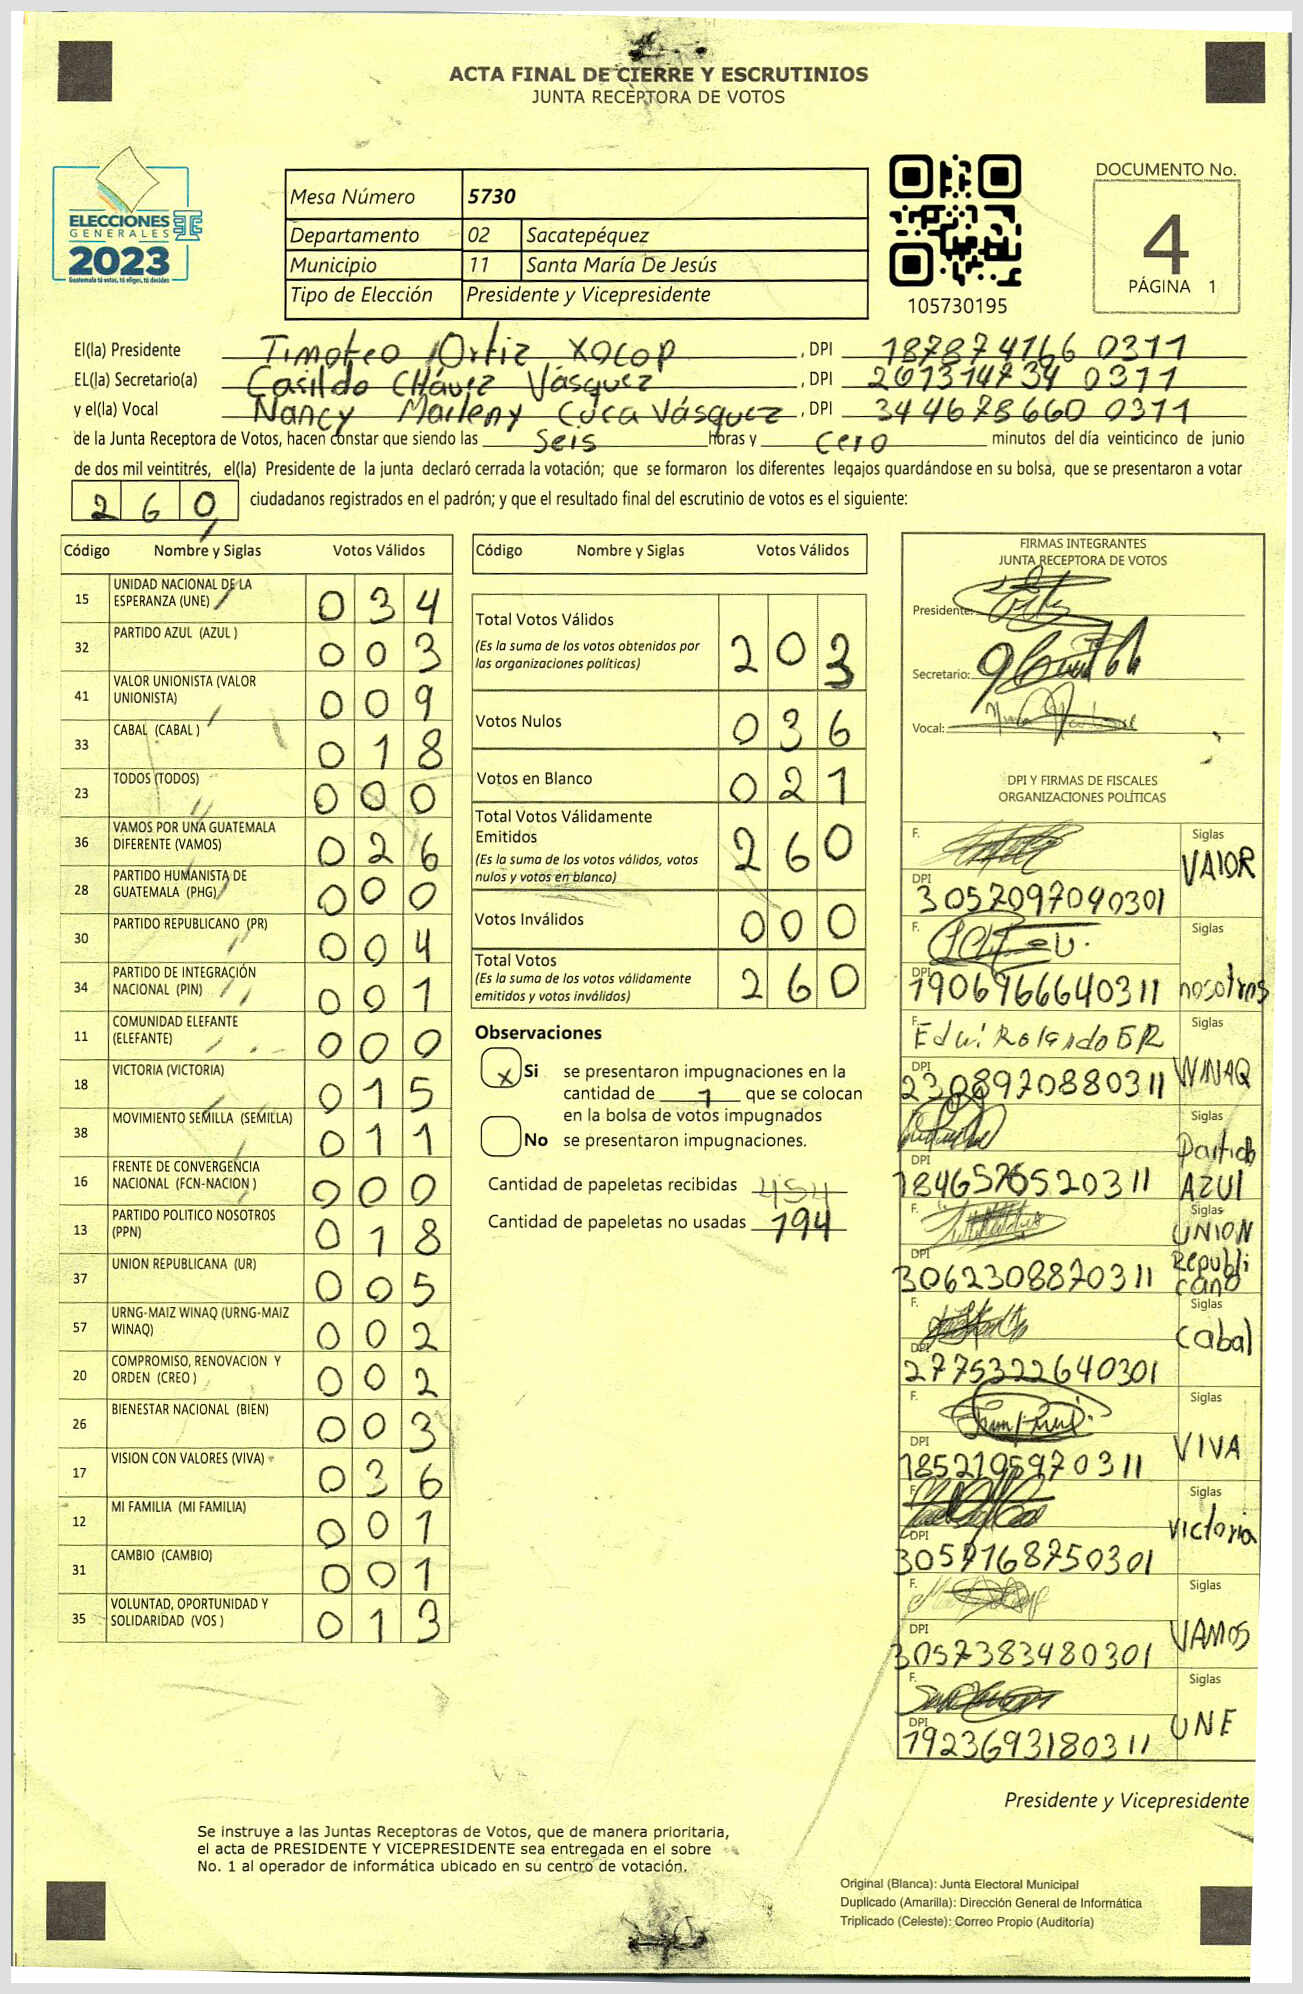 ACTA FINAL DE CIERRE Y ESCRUTINIOS
JUNTA RECEPTORA DE VOTOS
ELECCIONES
GENERALES
2023
Guatemala tú votas, tú eliges, tú decides
Mesa Número 5730
Departamento 02 Sacatepéquez
Municipio 11 Santa María De Jesús
Tipo de Elección Presidente y Vicepresidente
105730195
DOCUMENTO No.
4
PÁGINA 1
El(la) Presidente Timoteo Ortiz Xocop, DPI 187874166 0311
EL(la) Secretario(a) Casildo Chávez Vásquez, DPI 261314734 0311
y el(la) Vocal Nancy Marleny Cuca Vásquez, DPI 344678660 0311
de la Junta Receptora de Votos, hacen constar que siendo las Seis horas y cero minutos del día veinticinco de junio
de dos mil veintitrés, el(la) Presidente de la junta declaró cerrada la votación; que se formaron los diferentes legajos guardándose en su bolsa, que se presentaron a votar
260 ciudadanos registrados en el padrón; y que el resultado final del escrutinio de votos es el siguiente:
Código Nombre y Siglas Votos Válidos
15 UNIDAD NACIONAL DE LA ESPERANZA (UNE) 034
32 PARTIDO AZUL (AZUL ) 003
41 VALOR UNIONISTA (VALOR UNIONISTA) 009
33 CABAL (CABAL ) 018
23 TODOS (TODOS) 000
36 VAMOS POR UNA GUATEMALA DIFERENTE (VAMOS) 026
28 PARTIDO HUMANISTA DE GUATEMALA (PHG) 000
30 PARTIDO REPUBLICANO (PR) 004
34 PARTIDO DE INTEGRACIÓN NACIONAL (PIN) 001
11 COMUNIDAD ELEFANTE (ELEFANTE) 000
18 VICTORIA (VICTORIA) 015
38 MOVIMIENTO SEMILLA (SEMILLA) 011
16 FRENTE DE CONVERGENCIA NACIONAL (FCN-NACION ) 000
13 PARTIDO POLITICO NOSOTROS (PPN) 018
37 UNION REPUBLICANA (UR) 005
57 URNG-MAIZ WINAQ (URNG-MAIZ WINAQ) 002
20 COMPROMISO, RENOVACION Y ORDEN (CREO ) 002
26 BIENESTAR NACIONAL (BIEN) 003
17 VISION CON VALORES (VIVA) 036
12 MI FAMILIA (MI FAMILIA) 001
31 CAMBIO (CAMBIO) 001
35 VOLUNTAD, OPORTUNIDAD Y SOLIDARIDAD (VOS ) 013
Código Nombre y Siglas Votos Válidos
Total Votos Válidos 203
(Es la suma de los votos obtenidos por
las organizaciones políticas)
Votos Nulos 036
Votos en Blanco 021
Total Votos Válidamente
Emitidos 260
(Es la suma de los votos válidos, votos
nulos y votos en blanco)
Votos Inválidos 000
Total Votos 260
(Es la suma de los votos válidamente
emitidos y votos inválidos)
Observaciones
x Si se presentaron impugnaciones en la
cantidad de 1 que se colocan
en la bolsa de votos impugnados
No se presentaron impugnaciones.
Cantidad de papeletas recibidas 454
Cantidad de papeletas no usadas 194
FIRMAS INTEGRANTES
JUNTA RECEPTORA DE VOTOS
Presidente:
Secretario:
Vocal:
DPI Y FIRMAS DE FISCALES
ORGANIZACIONES POLÍTICAS
F. Siglas
VALOR
DPI 3057097090301
F. Siglas
DPI 1906966640311 nosotros
F. Edwi Rolando Siglas
DPI 2308970880311 WINAQ
Siglas
Partido
DPI 1846576520311 AZUL
F. Siglas
UNION
DPI 3062308870311 Republicano
F. Siglas
Cabal
DPI 2775322640301
F. Siglas
VIVA
DPI 1852195970311
F. Siglas
victoria
DPI 3057168750301
F. Siglas
VAMOS
DPI 3057383480301
F. Siglas
UNE
DPI 1923693180311
Presidente y Vicepresidente
Se instruye a las Juntas Receptoras de Votos, que de manera prioritaria,
el acta de PRESIDENTE Y VICEPRESIDENTE sea entregada en el sobre
No. 1 al operador de informática ubicado en su centro de votación.
Original (Blanca): Junta Electoral Municipal
Duplicado (Amarilla): Dirección General de Informática
Triplicado (Celeste): Correo Propio (Auditoría)